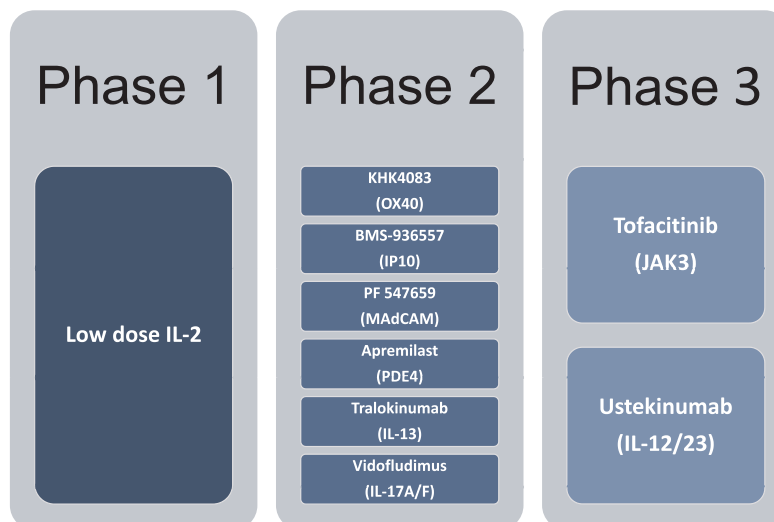 Phase 1
Low dose IL-2
Phase 2
KHK4083
(OX40)
BMS-936557
(IP10)
PF 547659
(MAdCAM)
Apremilast
(PDE4)
Tralokinumab
(IL-13)
Vidofludimus
(IL-17A/F)
Phase 3
Tofacitinib
(JAK3)
Ustekinumab
(IL-12/23)